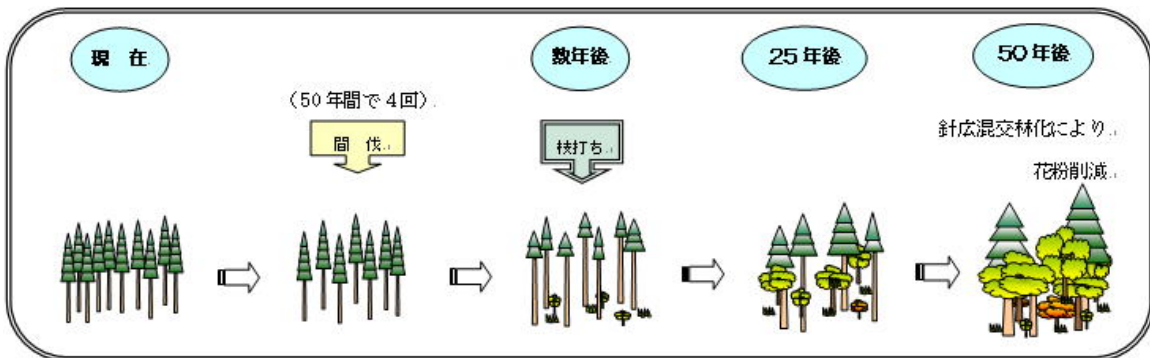 現　在
数年後
25年後
50年後
（50年間で4回）
間　伐
枝打ち
針広混交林化により
花粉削減